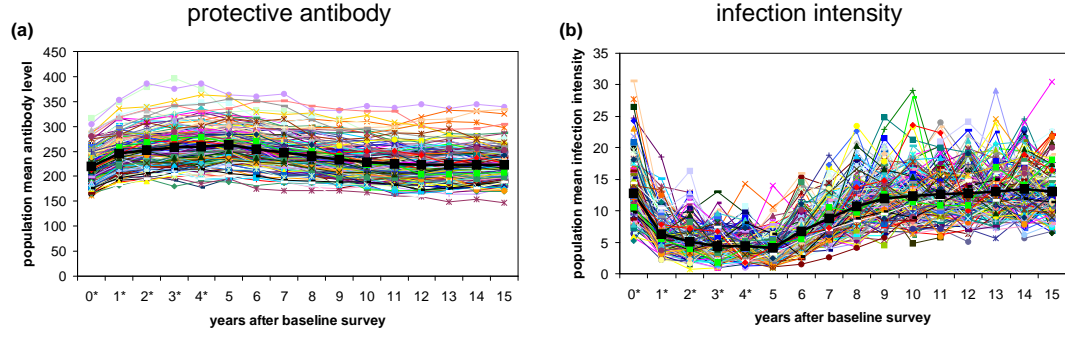 protective antibody
infection intensity
(a)
(b)
population mean antibody level
450
400
350
300
250
200
150
100
50
0
0* 1* 2* 3* 4* 5 6 7 8 9 10 11 12 13 14 15
years after baseline survey
population mean infection intensity
35
30
25
20
15
10
5
0
0* 1* 2* 3* 4* 5 6 7 8 9 10 11 12 13 14 15
years after baseline survey